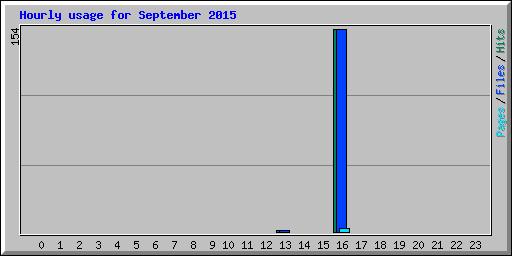 Hourly usage for September 2015
154
Pages/Files/Hits
0 1 2 3 4 5 6 7 8 9 10 11 12 13 14 15 16 17 18 19 20 21 22 23